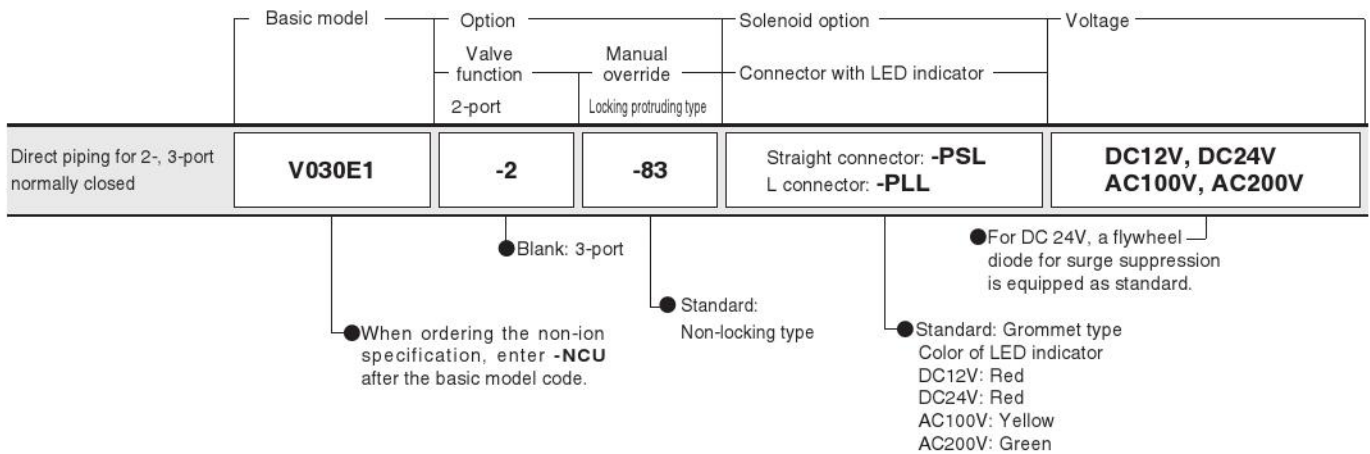 Basic model
Option
Solenoid option
Voltage
Valve
function
Manual
override
Connector with LED indicator
2-port
Locking protruding type
Direct piping for 2-, 3-port
normally closed
V030E1
-2
-83
Straight connector: -PSL
L connector: -PLL
DC12V, DC24V
AC100V, AC200V
●Blank: 3-port
●For DC 24V, a flywheel
diode for surge suppression
is equipped as standard.
●Standard:
Non-locking type
●When ordering the non-ion
specification, enter -NCU
after the basic model code.
●Standard: Grommet type
Color of LED indicator
DC12V: Red
DC24V: Red
AC100V: Yellow
AC200V: Green